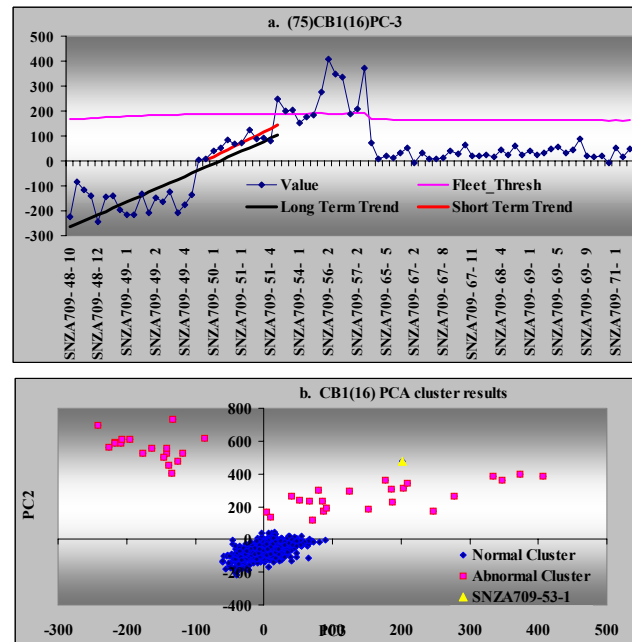 a. (75)CB1(16)PC-3
500
400
300
200
100
0
-100
-200
-300
Value
Fleet_Thresh
Long Term Trend
Short Term Trend
SNZA709- 48- 10
SNZA709- 48- 12
SNZA709- 49- 1
SNZA709- 49- 2
SNZA709- 49- 4
SNZA709- 50- 1
SNZA709- 51- 1
SNZA709- 51- 4
SNZA709- 53- 2
SNZA709- 56- 2
SNZA709- 57- 2
SNZA709- 65- 5
SNZA709- 67- 2
SNZA709- 67- 8
SNZA709- 67- 11
SNZA709- 68- 4
SNZA709- 69- 1
SNZA709- 69- 5
SNZA709- 69- 9
SNZA709- 71- 1
b. CB1(16) PCA cluster results
800
600
400
200
0
-200
-400
PC2
Normal Cluster
Abnormal Cluster
SNZA709-53-1
-300
-200
-100
0
100
200
300
400
500
PC3